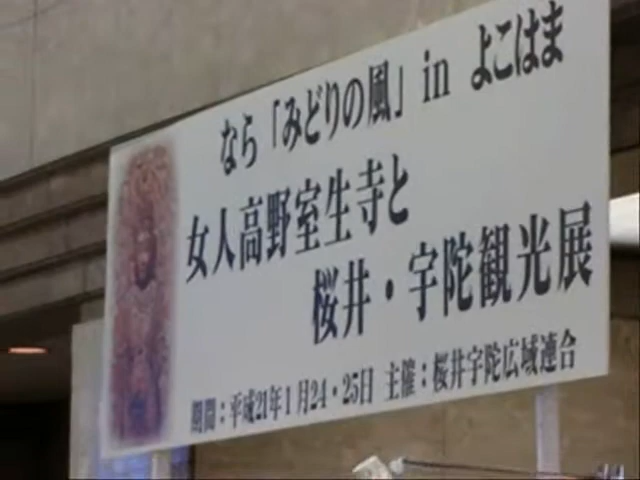 なら「みどりの風」in よこはま
女人高野室生寺と
桜井・宇陀観光展
期間：平成21年1月24・25日 主催：桜井宇陀広域連合